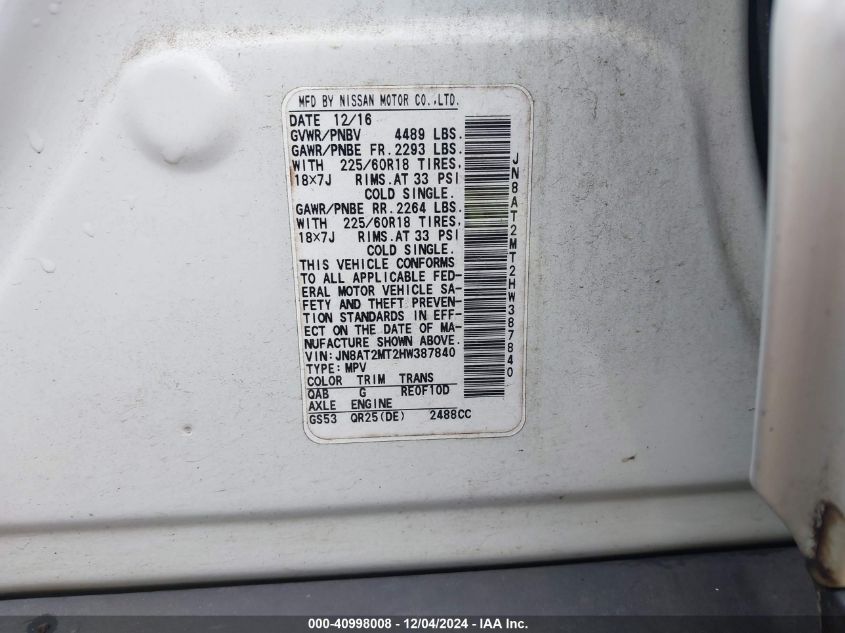 MFD BY NISSAN MOTOR CO.,LTD.
DATE 12/16
GVWR/PNBV 4489 LBS.
GAWR/PNBE FR.2293 LBS.
WITH 225/60R18 TIRES,
18×7J RIMS.AT 33 PSI
COLD SINGLE.
GAWR/PNBE RR.2264 LBS.
WITH 225/60R18 TIRES,
18×7J RIMS.AT 33 PSI
COLD SINGLE.
THIS VEHICLE CONFORMS
TO ALL APPLICABLE FED-
ERAL MOTOR VEHICLE SA-
FETY AND THEFT PREVEN-
TION STANDARDS IN EFF-
ECT ON THE DATE OF MA-
NUFACTURE SHOWN ABOVE.
VIN:JN8AT2MT2HW387840
TYPE:MPV
COLOR TRIM TRANS
QAB G RE0F10D
AXLE ENGINE
GS53 QR25(DE) 2488CC
JN8AT2MT2HW387840
000-40998008 - 12/04/2024 - IAA Inc.